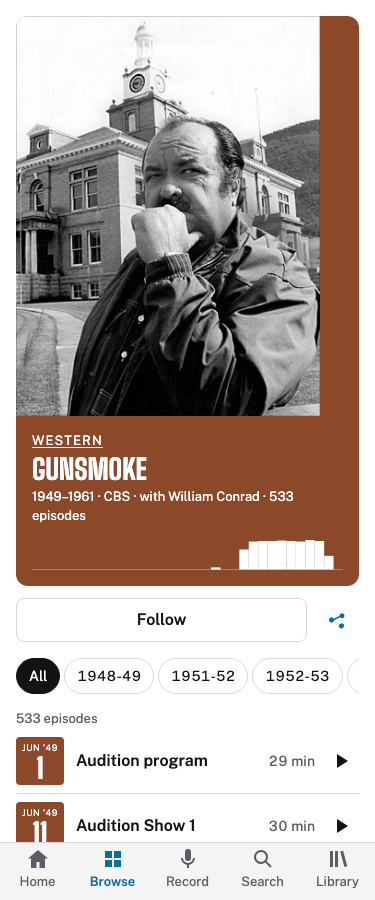 WESTERN
GUNSMOKE
1949–1961 · CBS · with William Conrad · 533
episodes
Follow
All
1948-49
1951-52
1952-53
533 episodes
JUN ’49
1
Audition program
29 min
JUN ’49
11
Audition Show 1
30 min
Home
Browse
Record
Search
Library